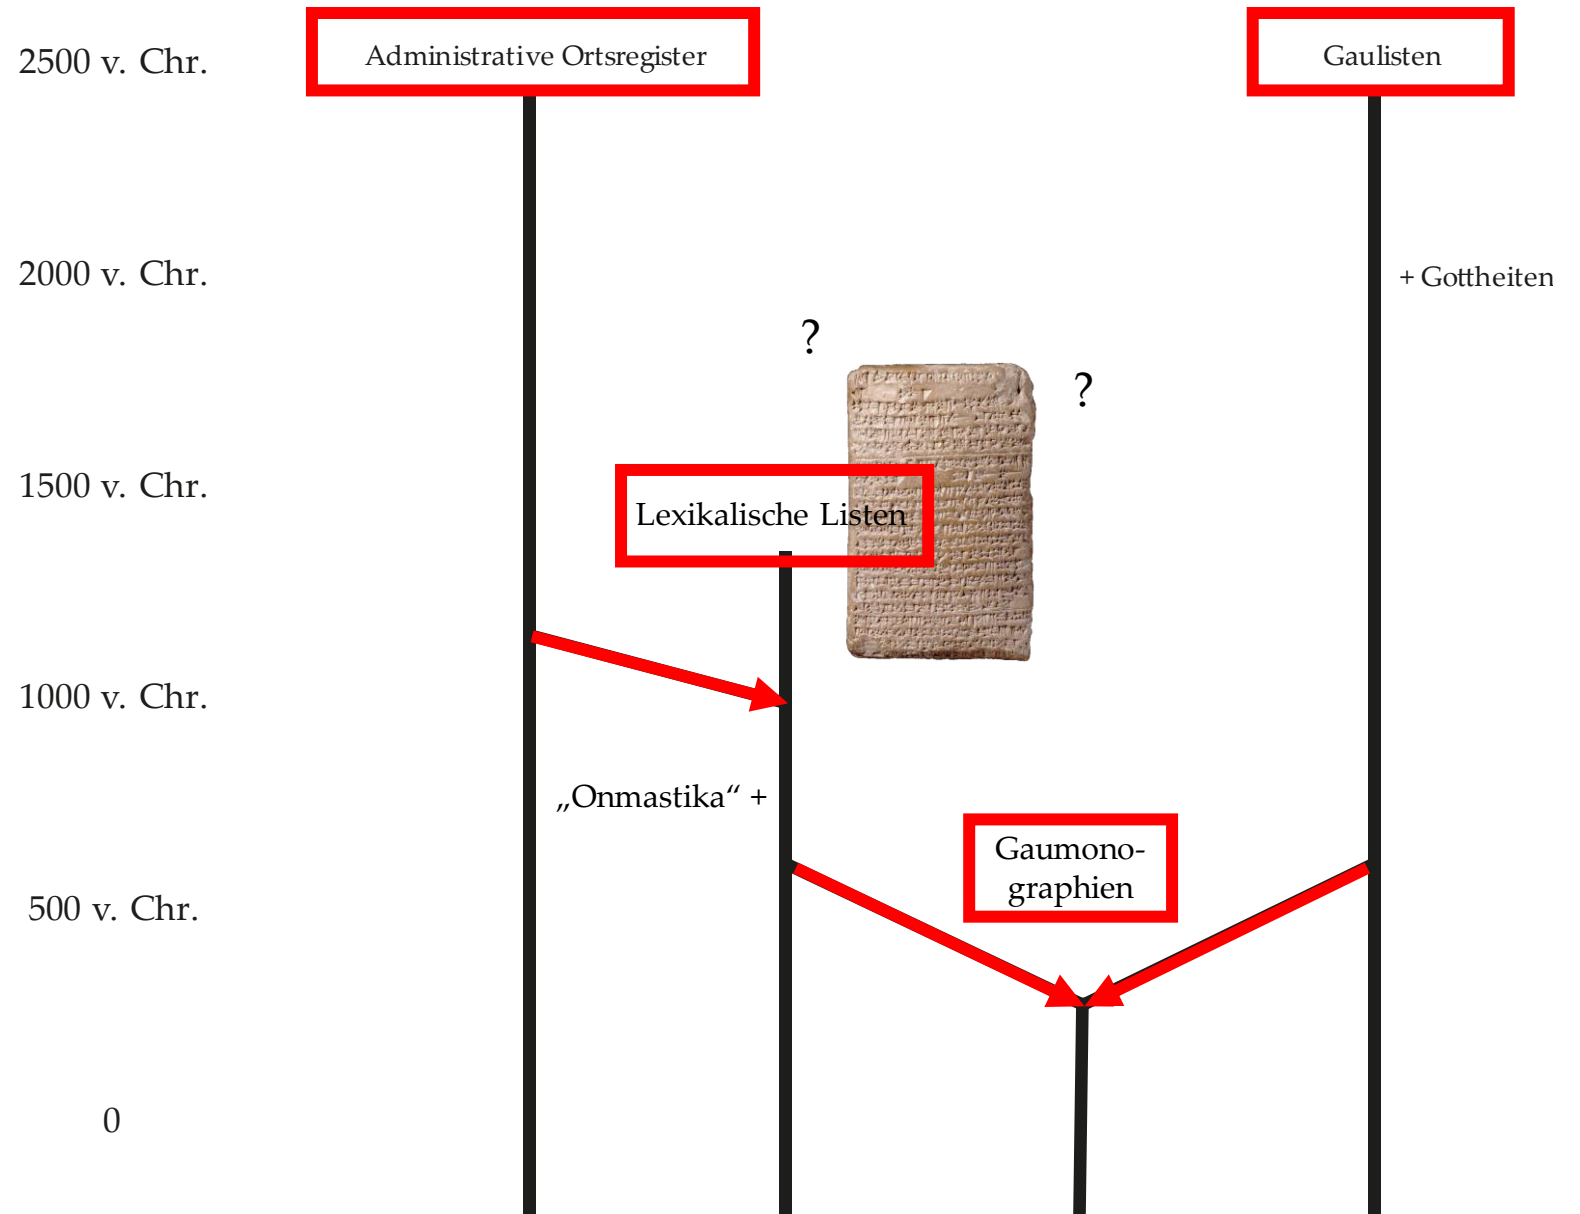 2500 v. Chr.
Administrative Ortsregister
Gaulisten
2000 v. Chr.
+ Gottheiten
?
?
1500 v. Chr.
Lexikalische Listen
1000 v. Chr.
„Onmastika“ +
Gaumono-
graphien
500 v. Chr.
0